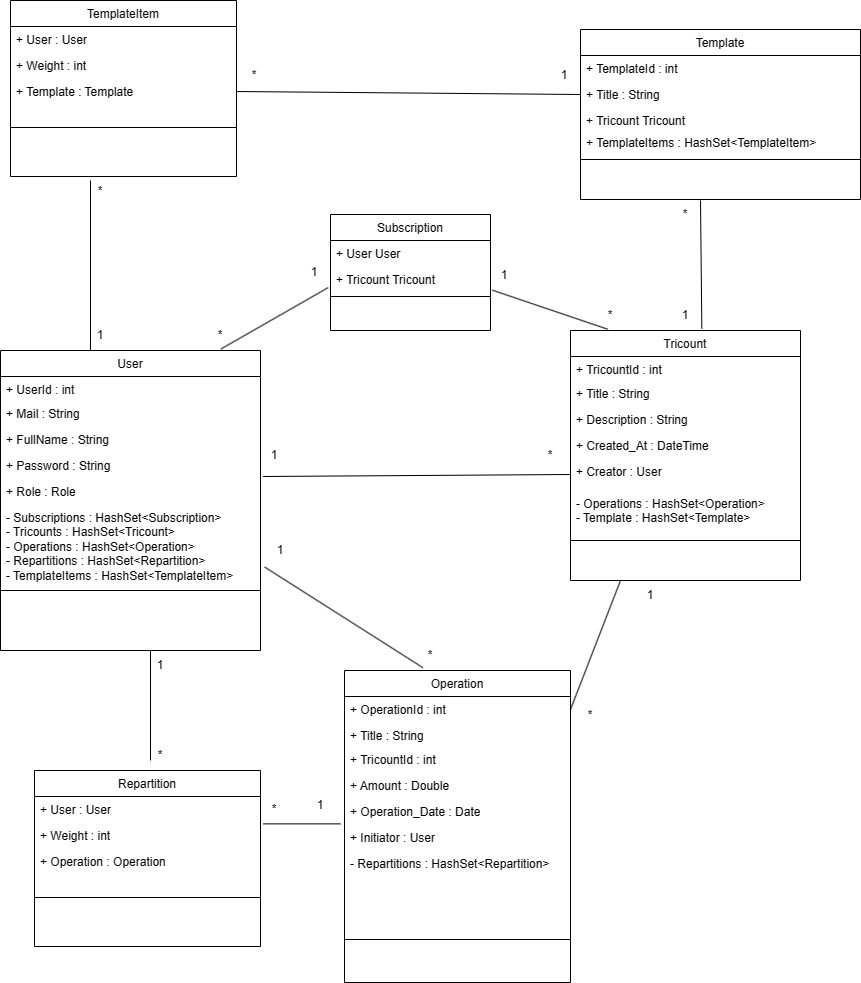 TemplateItem
+ User : User
+ Weight : int
+ Template : Template
Template
+ TemplateId : int
+ Title : String
+ Tricount Tricount
+ TemplateItems : HashSet<TemplateItem>
*
1
*
1
*
1
Subscription
+ User User
+ Tricount Tricount
1
*
1
*
User
+ UserId : int
+ Mail : String
+ FullName : String
+ Password : String
+ Role : Role
- Subscriptions : HashSet<Subscription>
- Tricounts : HashSet<Tricount>
- Operations : HashSet<Operation>
- Repartitions : HashSet<Repartition>
- TemplateItems : HashSet<TemplateItem>
Tricount
+ TricountId : int
+ Title : String
+ Description : String
+ Created_At : DateTime
+ Creator : User
- Operations : HashSet<Operation>
- Template : HashSet<Template>
1
*
1
*
1
*
1
*
Operation
+ OperationId : int
+ Title : String
+ TricountId : int
+ Amount : Double
+ Operation_Date : Date
+ Initiator : User
- Repartitions : HashSet<Repartition>
Repartition
+ User : User
+ Weight : int
+ Operation : Operation
*
1